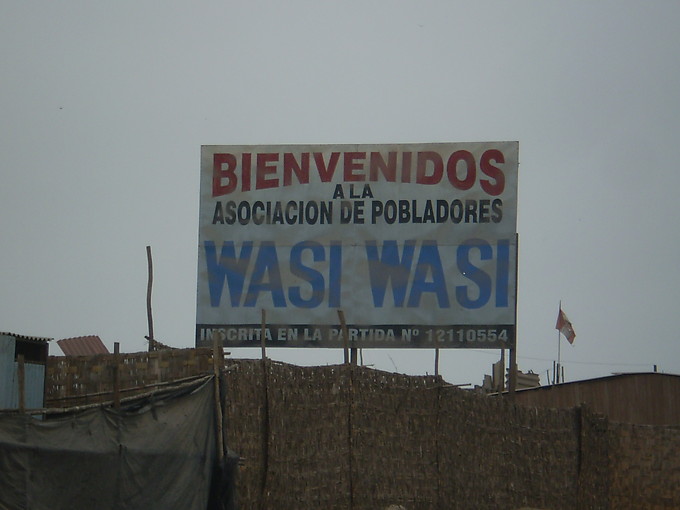 BIENVENIDOS
A LA
ASOCIACION DE POBLADORES
WASI WASI
INSCRITA EN LA PARTIDA Nº 12110554